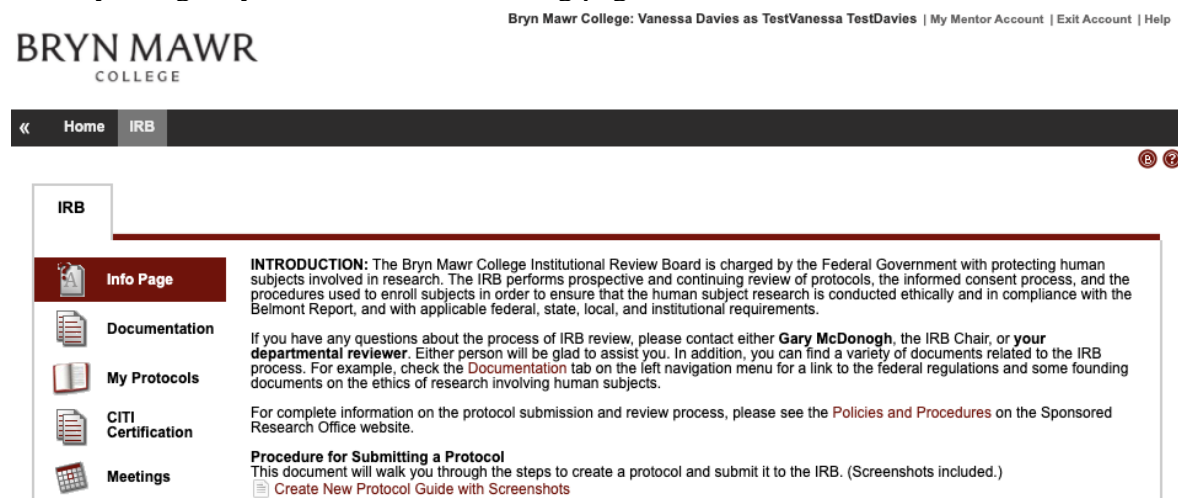 Bryn Mawr College: Vanessa Davies as TestVanessa TestDavies | My Mentor Account | Exit Account | Help
BRYN MAWR
COLLEGE
« Home IRB
B ?
IRB
Info Page
Documentation
My Protocols
CITI
Certification
Meetings
INTRODUCTION: The Bryn Mawr College Institutional Review Board is charged by the Federal Government with protecting human
subjects involved in research. The IRB performs prospective and continuing review of protocols, the informed consent process, and the
procedures used to enroll subjects in order to ensure that the human subject research is conducted ethically and in compliance with the
Belmont Report, and with applicable federal, state, local, and institutional requirements.
If you have any questions about the process of IRB review, please contact either Gary McDonogh, the IRB Chair, or your
departmental reviewer. Either person will be glad to assist you. In addition, you can find a variety of documents related to the IRB
process. For example, check the Documentation tab on the left navigation menu for a link to the federal regulations and some founding
documents on the ethics of research involving human subjects.
For complete information on the protocol submission and review process, please see the Policies and Procedures on the Sponsored
Research Office website.
Procedure for Submitting a Protocol
This document will walk you through the steps to create a protocol and submit it to the IRB. (Screenshots included.)
Create New Protocol Guide with Screenshots